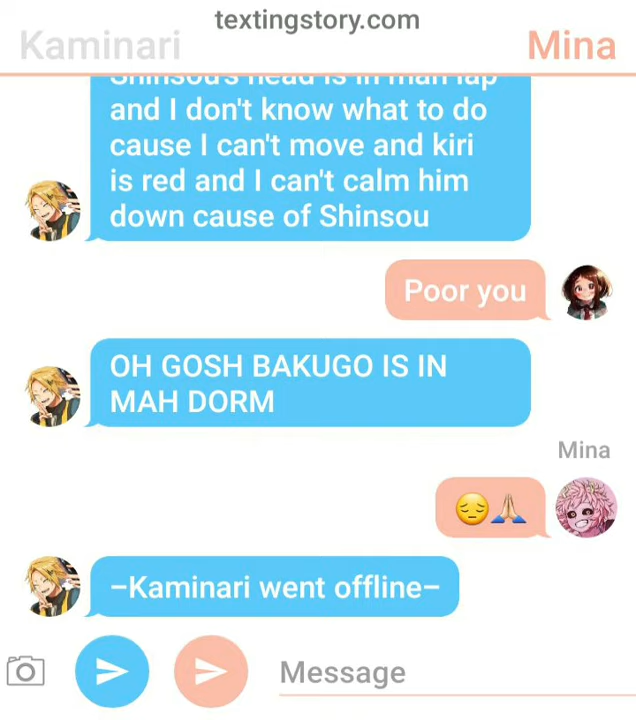 textingstory.com
Kaminari
Mina
Shinsou's head is in mah lap
and I don't know what to do
cause I can't move and kiri
is red and I can't calm him
down cause of Shinsou
Poor you
OH GOSH BAKUGO IS IN
MAH DORM
Mina
😔🙏🏼
–Kaminari went offline–
Message